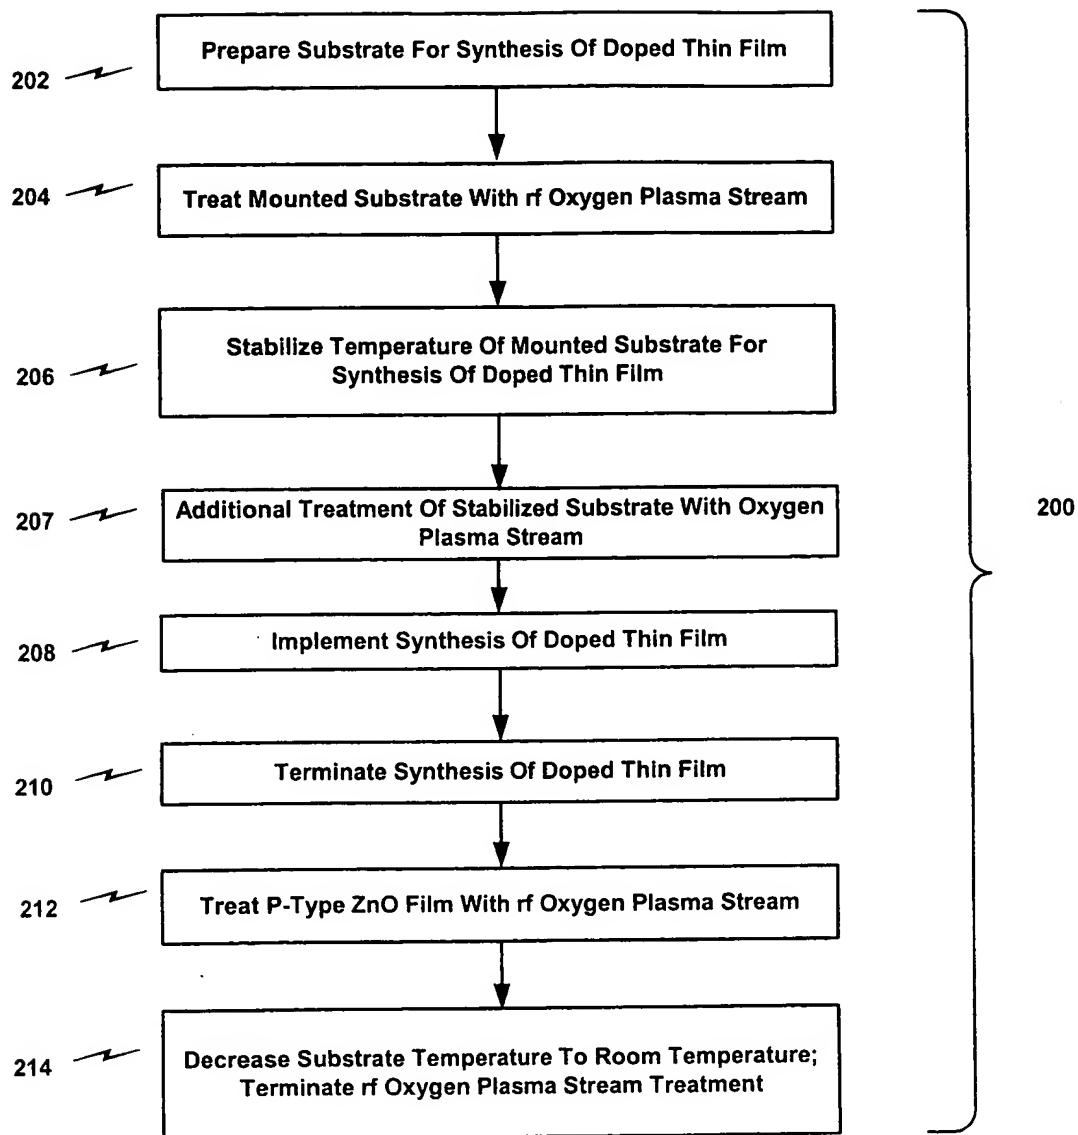 Prepare Substrate For Synthesis Of Doped Thin Film
202
204
Treat Mounted Substrate With rf Oxygen Plasma Stream
206
Stabilize Temperature Of Mounted Substrate For
Synthesis Of Doped Thin Film
207
Additional Treatment Of Stabilized Substrate With Oxygen
Plasma Stream
200
208
Implement Synthesis Of Doped Thin Film
210
Terminate Synthesis Of Doped Thin Film
212
Treat P-Type ZnO Film With rf Oxygen Plasma Stream
214
Decrease Substrate Temperature To Room Temperature;
Terminate rf Oxygen Plasma Stream Treatment